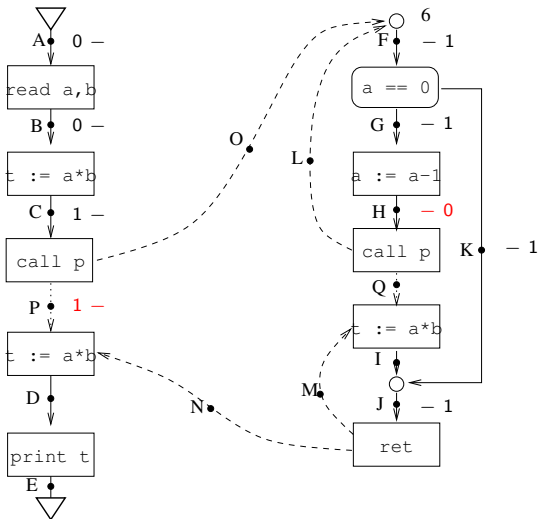 6
A 0 –
F – 1
read a,b
a == 0
B 0 –
G – 1
O
L
t := a*b
a := a-1
C 1 –
H – 0
K – 1
call p
call p
Q
P 1 –
t := a*b
t := a*b
I
D
M
J – 1
N
print t
ret
E